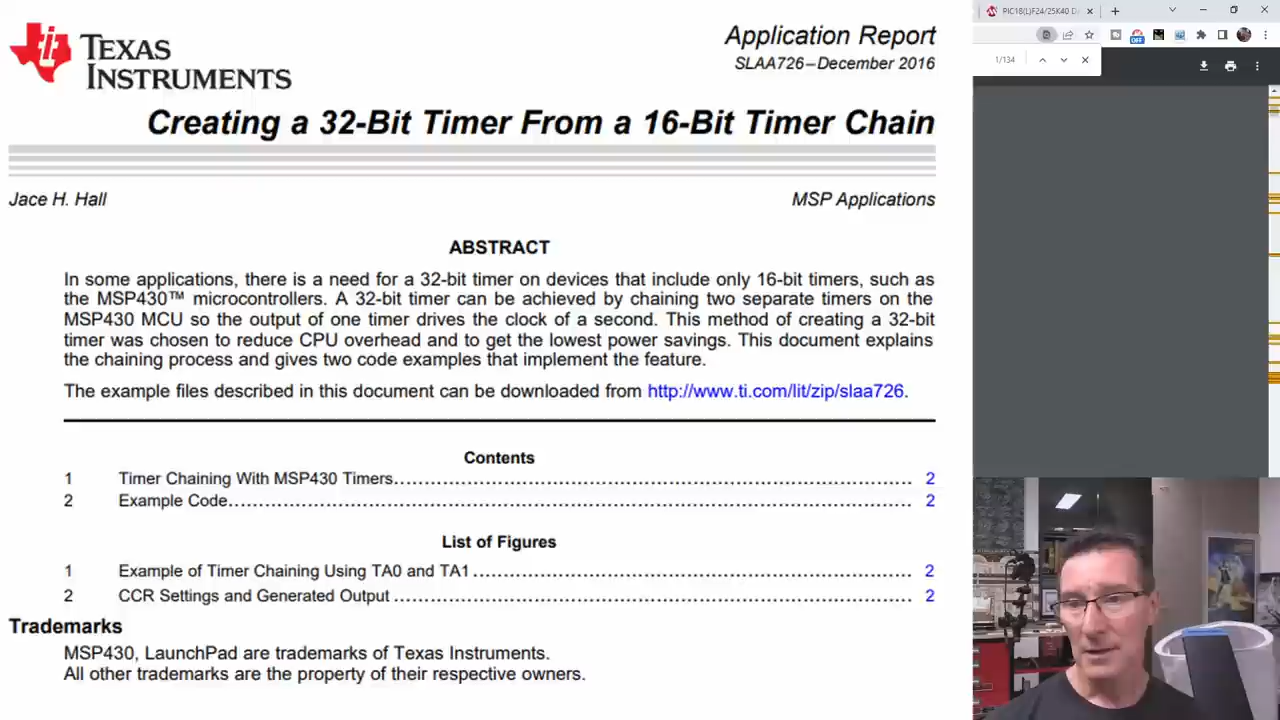 TEXAS
INSTRUMENTS
Application Report
SLAA726–December 2016
Creating a 32-Bit Timer From a 16-Bit Timer Chain
Jace H. Hall
MSP Applications
ABSTRACT
In some applications, there is a need for a 32-bit timer on devices that include only 16-bit timers, such as
the MSP430™ microcontrollers. A 32-bit timer can be achieved by chaining two separate timers on the
MSP430 MCU so the output of one timer drives the clock of a second. This method of creating a 32-bit
timer was chosen to reduce CPU overhead and to get the lowest power savings. This document explains
the chaining process and gives two code examples that implement the feature.
The example files described in this document can be downloaded from http://www.ti.com/lit/zip/slaa726.
Contents
1 Timer Chaining With MSP430 Timers.......................................................................................... 2
2 Example Code.................................................................................................................. 2
List of Figures
1 Example of Timer Chaining Using TA0 and TA1............................................................................ 2
2 CCR Settings and Generated Output .......................................................................................... 2
Trademarks
MSP430, LaunchPad are trademarks of Texas Instruments.
All other trademarks are the property of their respective owners.
PIC18(L)F24/25K40 D
OFF
1/134